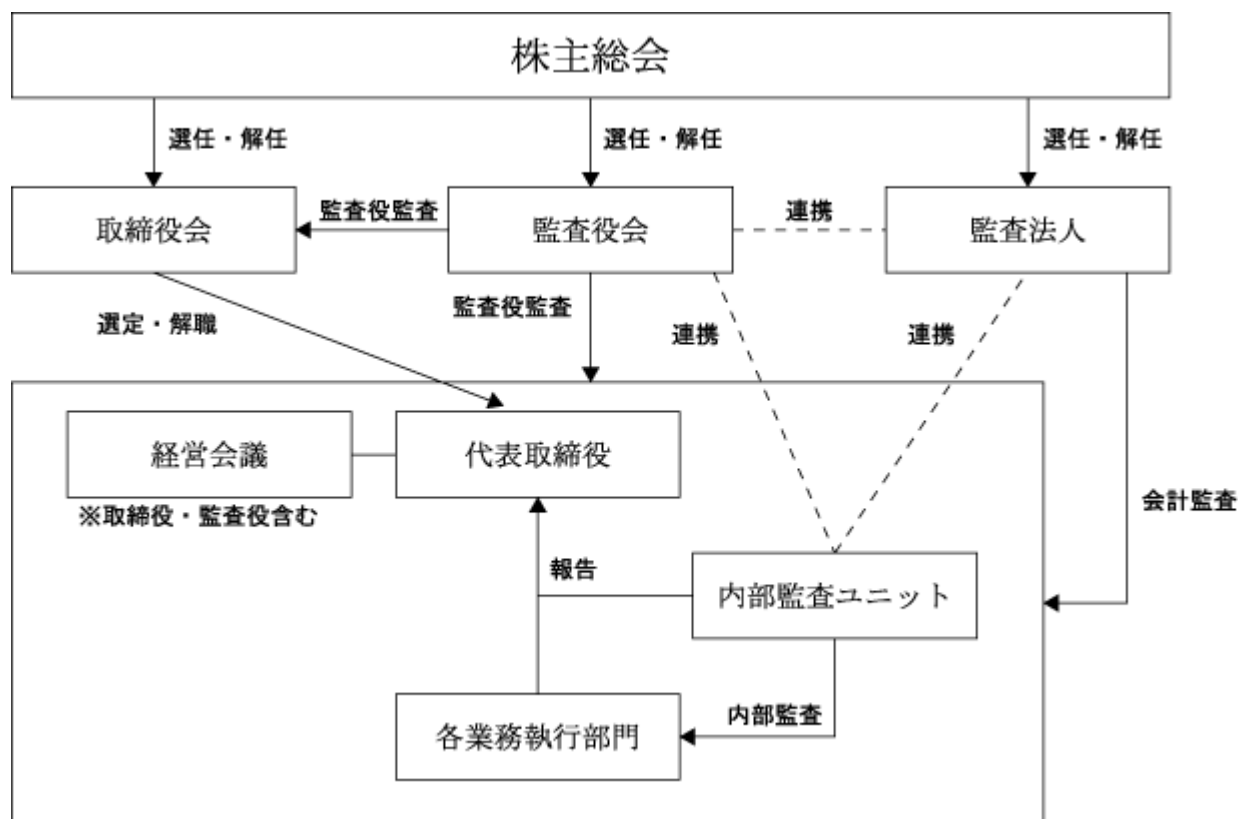 株主総会
選任・解任
選任・解任
選任・解任
取締役会
監査役監査
監査役会
連携
監査法人
選定・解職
監査役監査
連携
連携
経営会議
代表取締役
※取締役・監査役含む
会計監査
報告
内部監査ユニット
各業務執行部門
内部監査